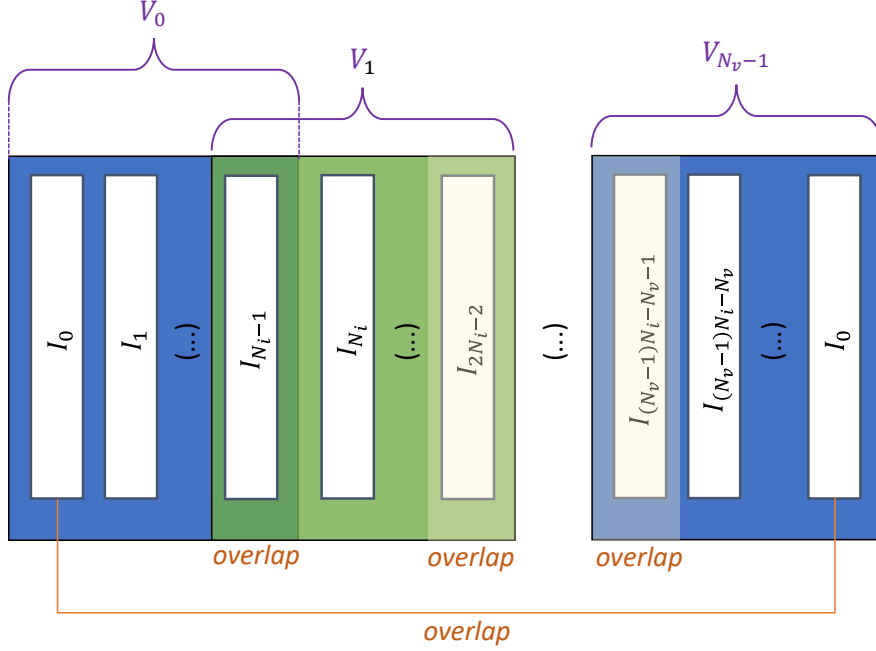 V_0
V_1
V_{N_v-1}
I_0
I_1
(...)
I_{N_i-1}
I_{N_i}
(...)
I_{2N_i-2}
(...)
I_{(N_v-1)N_i-N_v-1}
I_{(N_v-1)N_i-N_v}
(...)
I_0
overlap
overlap
overlap
overlap